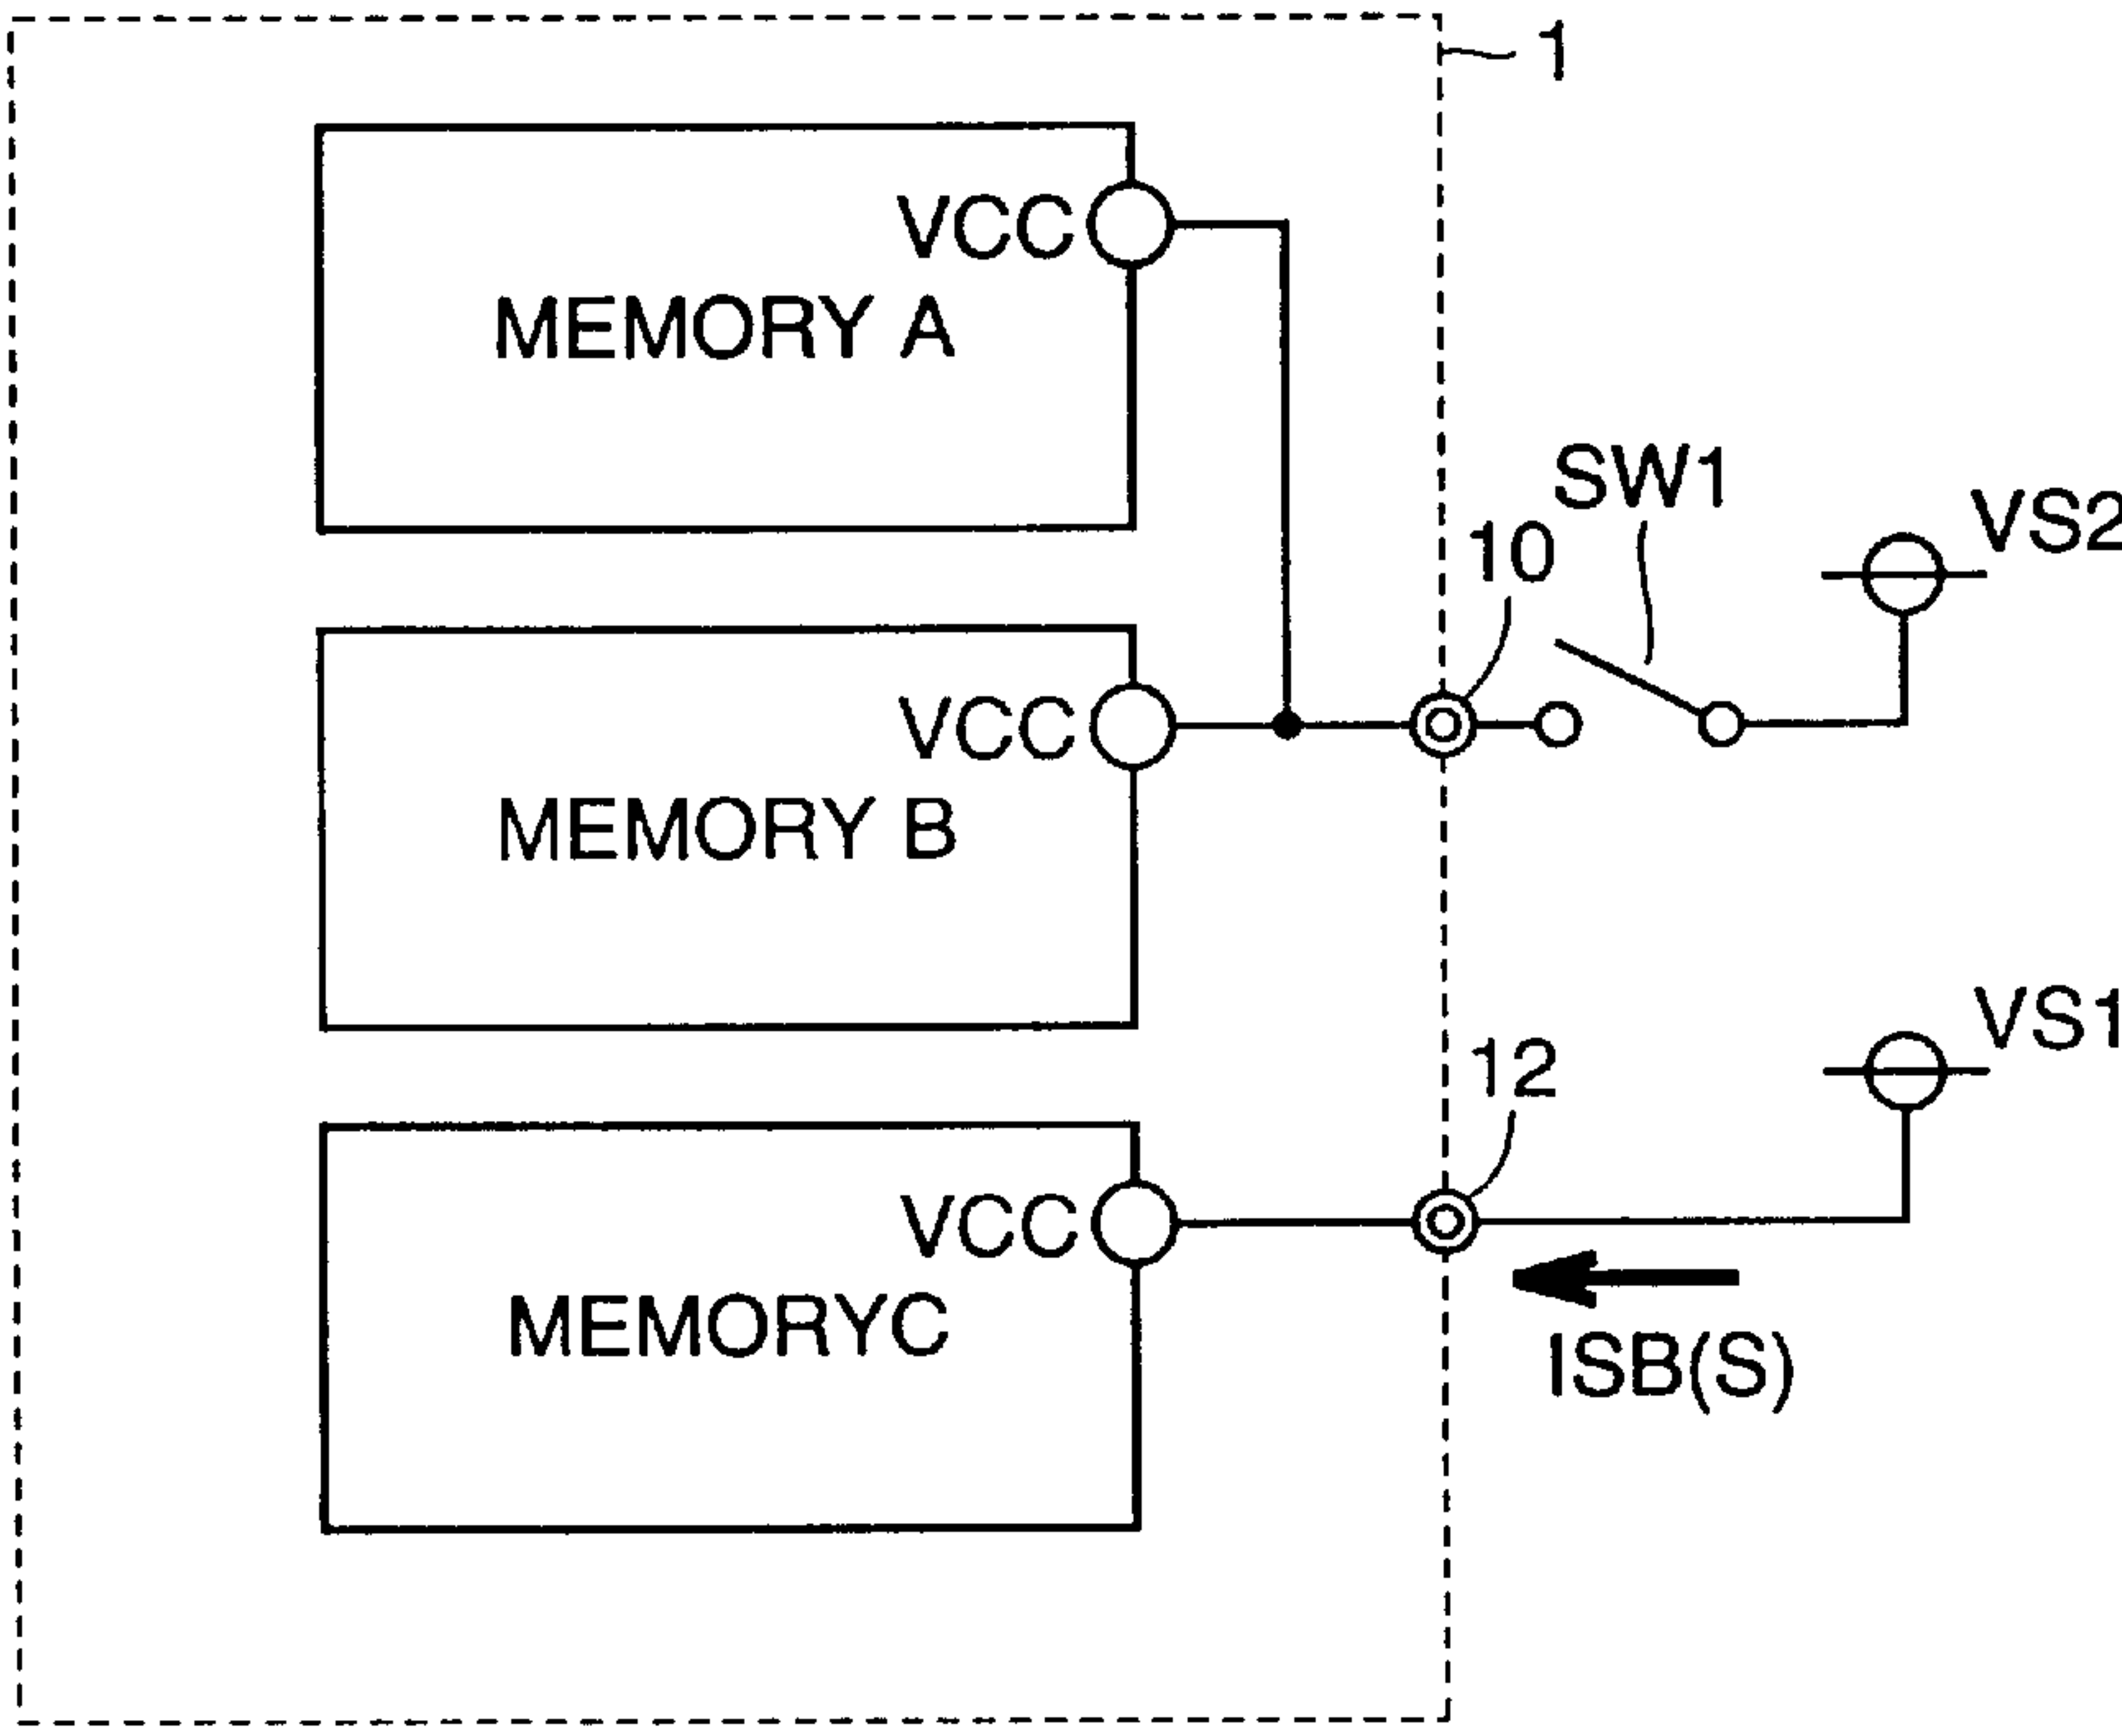 1
VCC
MEMORY A
SW1
VS2
10
VCC
MEMORY B
VS1
12
VCC
MEMORYC
ISB(S)